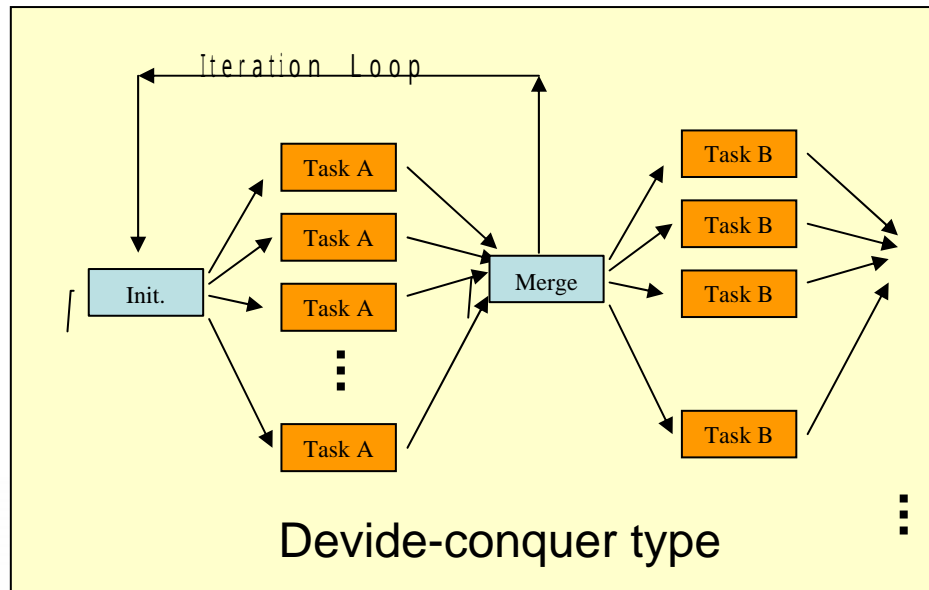 Iteration Loop
Task A
Task A
Task A
Task A
Init.
Merge
Task B
Task B
Task B
Task B
Devide-conquer type